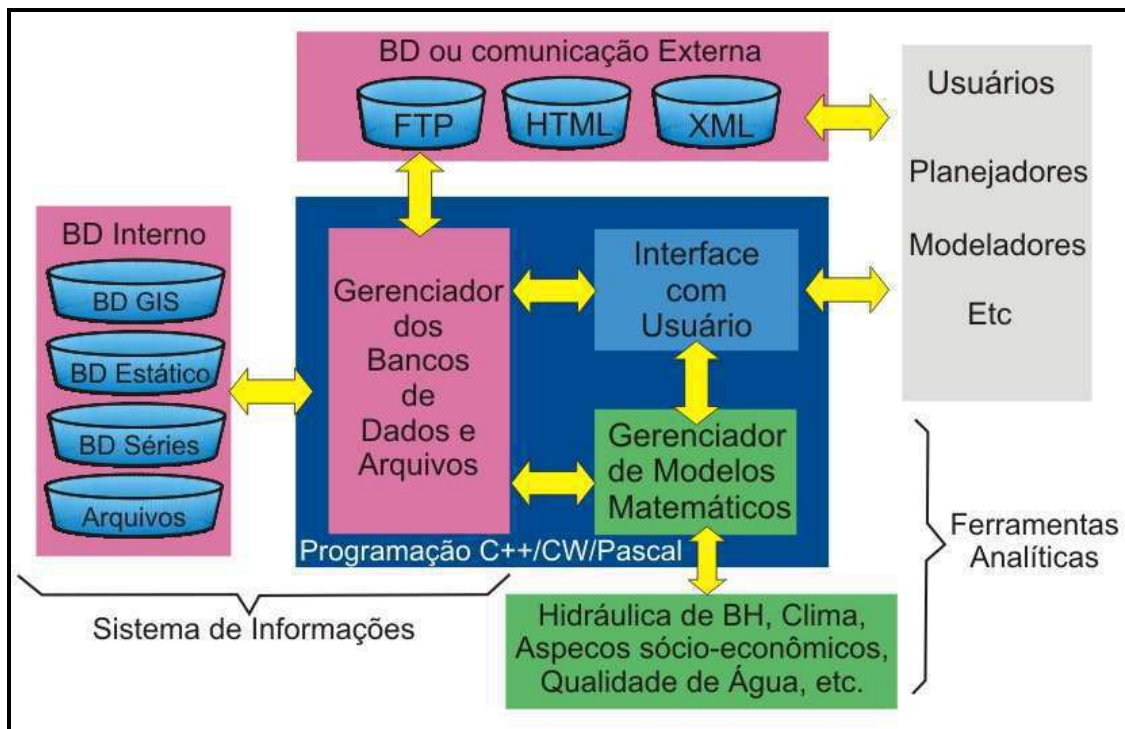 BD ou comunicação Externa
FTP
HTML
XML
Usuários
Planejadores
Modeladores
Etc
BD Interno
BD GIS
BD Estático
BD Séries
Arquivos
Gerenciador
dos
Bancos
de
Dados e
Arquivos
Interface
com
Usuário
Gerenciador
de Modelos
Matemáticos
Programação C++/CW/Pascal
Ferramentas
Analíticas
Sistema de Informações
Hidráulica de BH, Clima,
Aspecos sócio-econômicos,
Qualidade de Água, etc.